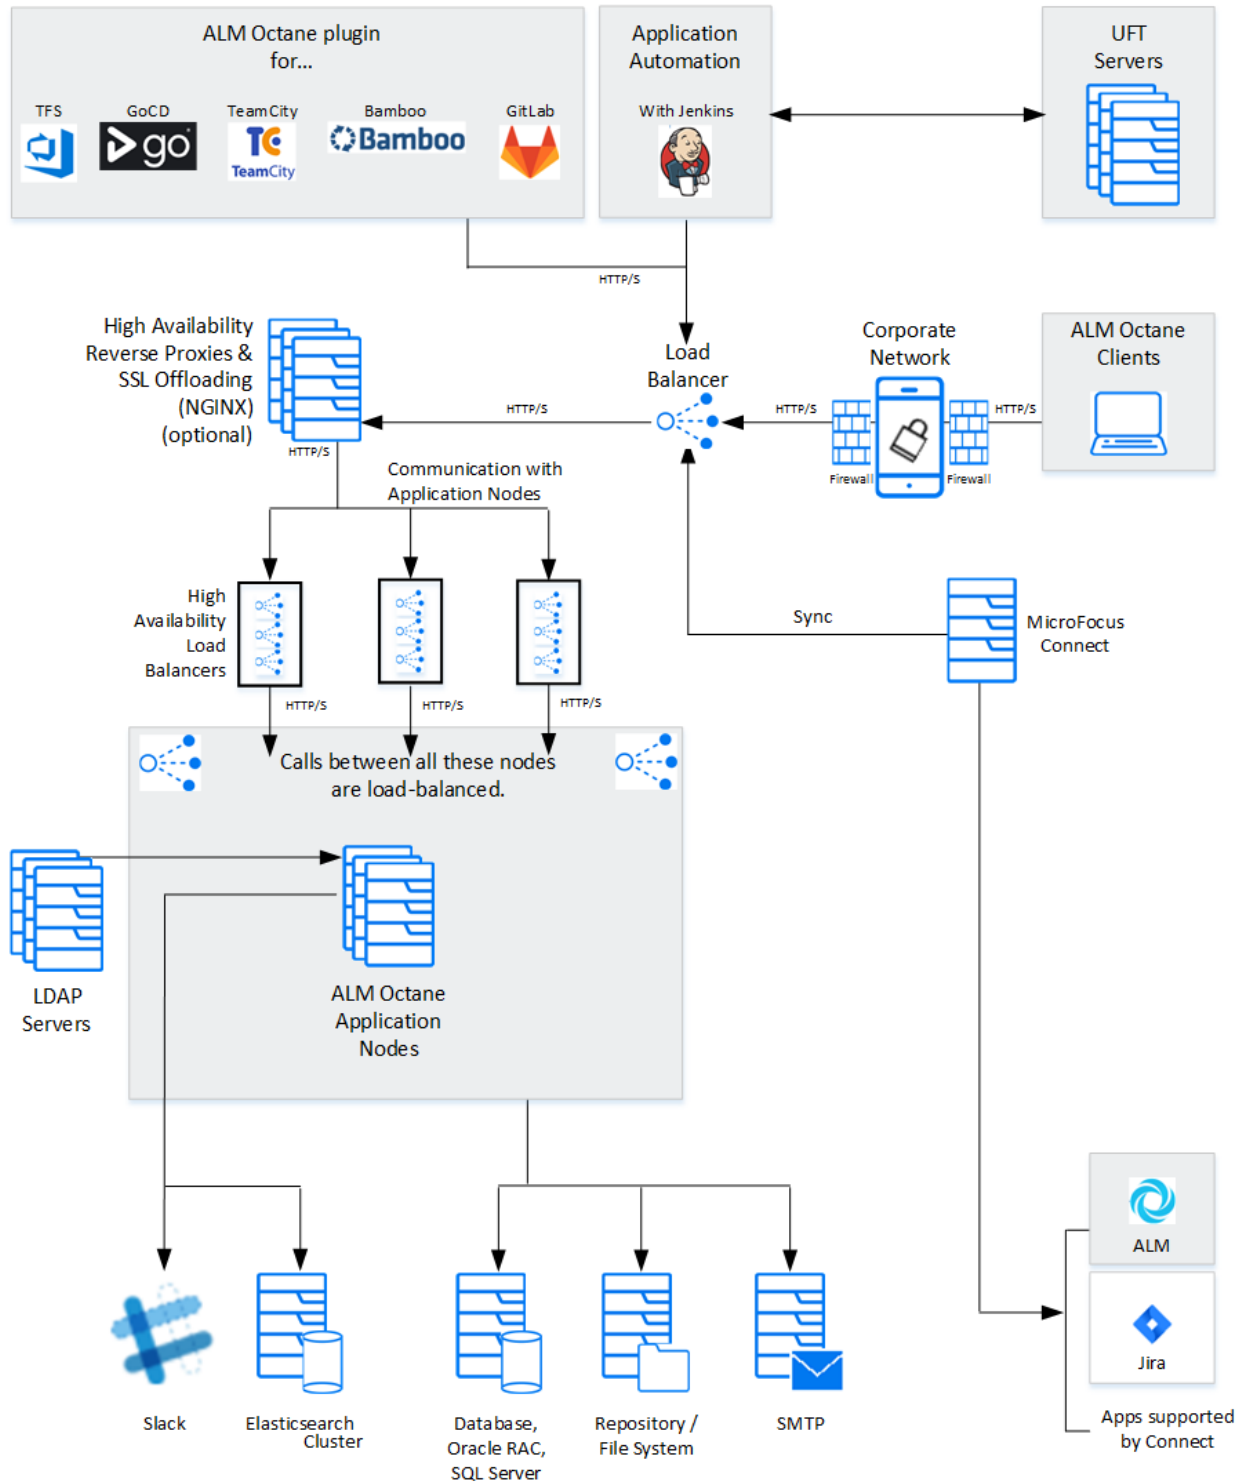 ALM Octane plugin
for...
TFS
GoCD
TeamCity
Bamboo
GitLab
go
TC
TeamCity
Bamboo
Application
Automation
With Jenkins
UFT
Servers
HTTP/S
High Availability
Reverse Proxies &
SSL Offloading
(NGINX)
(optional)
HTTP/S
Load
Balancer
HTTP/S
Corporate
Network
HTTP/S
Firewall
Firewall
HTTP/S
ALM Octane
Clients
Communication with
Application Nodes
High
Availability
Load
Balancers
HTTP/S
HTTP/S
HTTP/S
Sync
MicroFocus
Connect
Calls between all these nodes
are load-balanced.
LDAP
Servers
ALM Octane
Application
Nodes
ALM
Jira
Apps supported
by Connect
Slack
Elasticsearch
Cluster
Database,
Oracle RAC,
SQL Server
Repository /
File System
SMTP